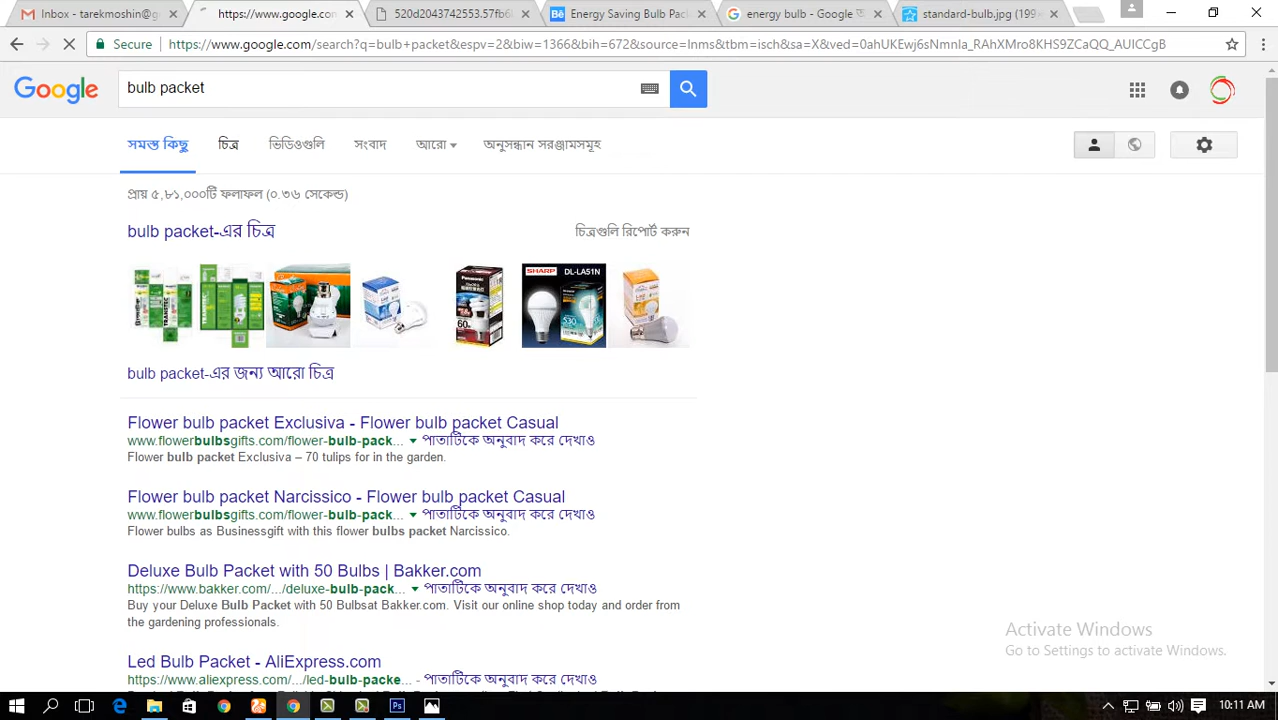 Inbox - tarekmoshin@g
https://www.google.com
520d2043742553.57fb6
Energy Saving Bulb Pac
energy bulb - Google অ
standard-bulb.jpg (199
Secure https://www.google.com/search?q=bulb+packet&espv=2&biw=1366&bih=672&source=lnms&tbm=isch&sa=X&ved=0ahUKEwj6sNmnla_RAhXMro8KHS9ZCaQQ_AUICCgB
Google bulb packet
সমস্ত কিছু চিত্র ভিডিওগুলি সংবাদ আরো অনুসন্ধান সরঞ্জামসমূহ
প্রায় ৫,৮১,০০০টি ফলাফল (০.৩৬ সেকেন্ড)
bulb packet-এর চিত্র চিত্রগুলি রিপোর্ট করুন
TRANSTEC
Panasonic
60
SHARP DL-LA51N
530
bulb packet-এর জন্য আরো চিত্র
Flower bulb packet Exclusiva - Flower bulb packet Casual
www.flowerbulbsgifts.com/flower-bulb-pack... পাতাটিকে অনুবাদ করে দেখাও
Flower bulb packet Exclusiva – 70 tulips for in the garden.
Flower bulb packet Narcissico - Flower bulb packet Casual
www.flowerbulbsgifts.com/flower-bulb-pack... পাতাটিকে অনুবাদ করে দেখাও
Flower bulbs as Businessgift with this flower bulbs packet Narcissico.
Deluxe Bulb Packet with 50 Bulbs | Bakker.com
https://www.bakker.com/.../deluxe-bulb-pack... পাতাটিকে অনুবাদ করে দেখাও
Buy your Deluxe Bulb Packet with 50 Bulbsat Bakker.com. Visit our online shop today and order from
the gardening professionals.
Led Bulb Packet - AliExpress.com
https://www.aliexpress.com/.../led-bulb-packe... - পাতাটিকে অনুবাদ করে দেখাও
Activate Windows
Go to Settings to activate Windows.
10:11 AM